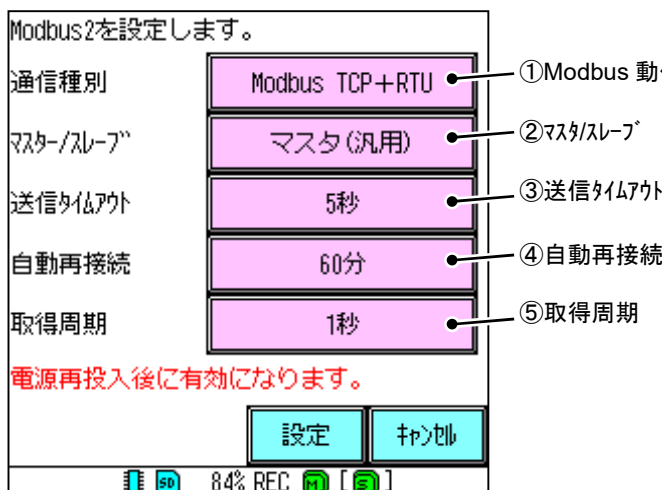 Modbus2を設定します。
通信種別 Modbus TCP+RTU ①Modbus
ﾏｽﾀｰ/ｽﾚｰﾌﾞ マスタ(汎用) ②ﾏｽﾀ/ｽﾚｰﾌﾞ
送信ﾀｲﾑｱｳﾄ 5秒 ③送信ﾀｲﾑｱｳﾄ
自動再接続 60分 ④自動再接続
取得周期 1秒 ⑤取得周期
電源再投入後に有効になります。
設定 ｷｬﾝｾﾙ
SD 84% REC M [S]